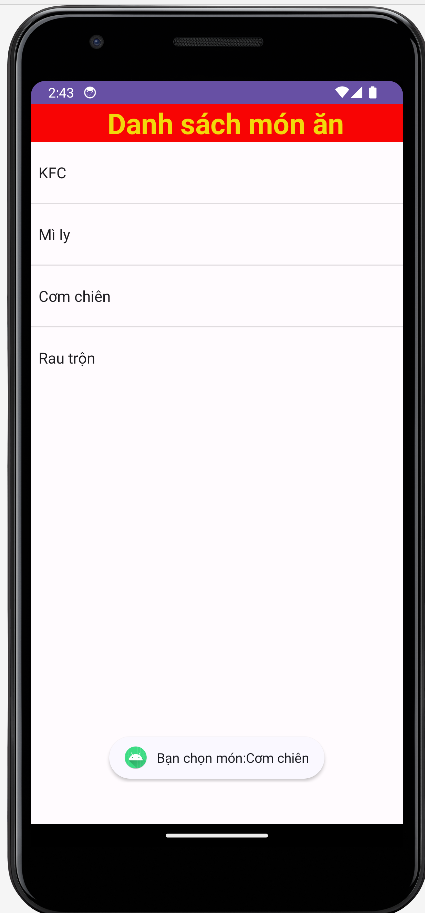 2:43
Danh sách món ăn
KFC
Mì ly
Cơm chiên
Rau trộn
Bạn chọn món:Cơm chiên